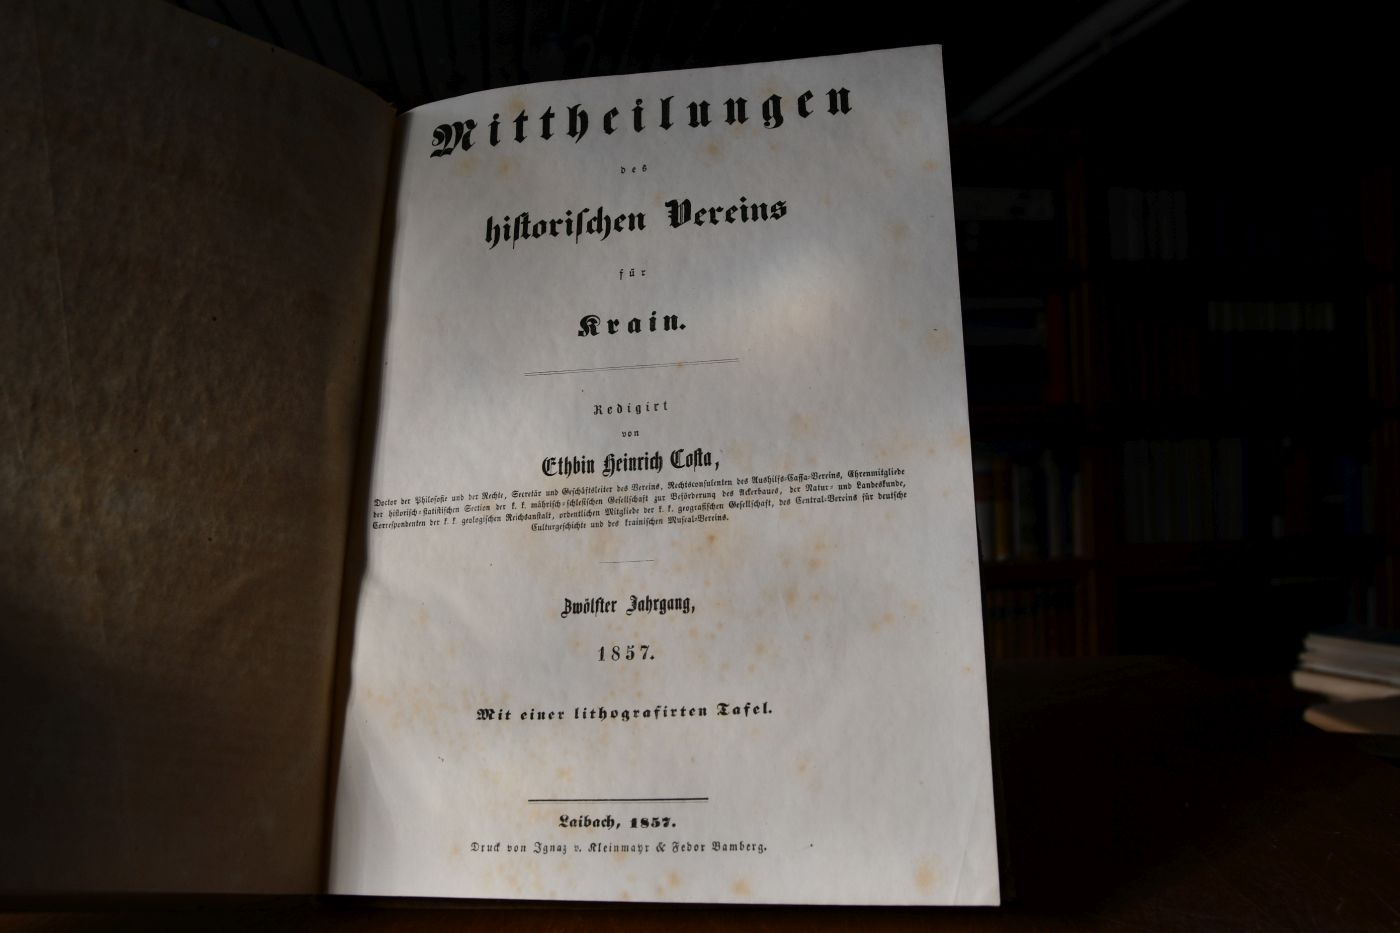 Mittheilungen
des
historischen Vereins
für
Krain.
Redigirt
von
Ethbin Heinrich Costa,
Doctor der Philosofie und der Rechte, Secretär und Geschäftsleiter des Vereins, Rechtsconsulenten des Aushilfs-Cassa-Vereins, Ehrenmitgliede
der historisch-statistischen Section der k. k. mährisch-schlesischen Gesellschaft zur Beförderung des Ackerbaues, der Natur- und Landeskunde,
Correspondenten der k. k. geologischen Reichsanstalt, ordentlichen Mitgliede der k. k. geografischen Gesellschaft, des Central-Vereins für deutsche
Culturgeschichte und des krainischen Museal-Vereins.
Zwölfter Jahrgang,
1857.
Mit einer lithografirten Tafel.
Laibach, 1857.
Druck von Ignaz v. Kleinmayr & Fedor Bamberg.